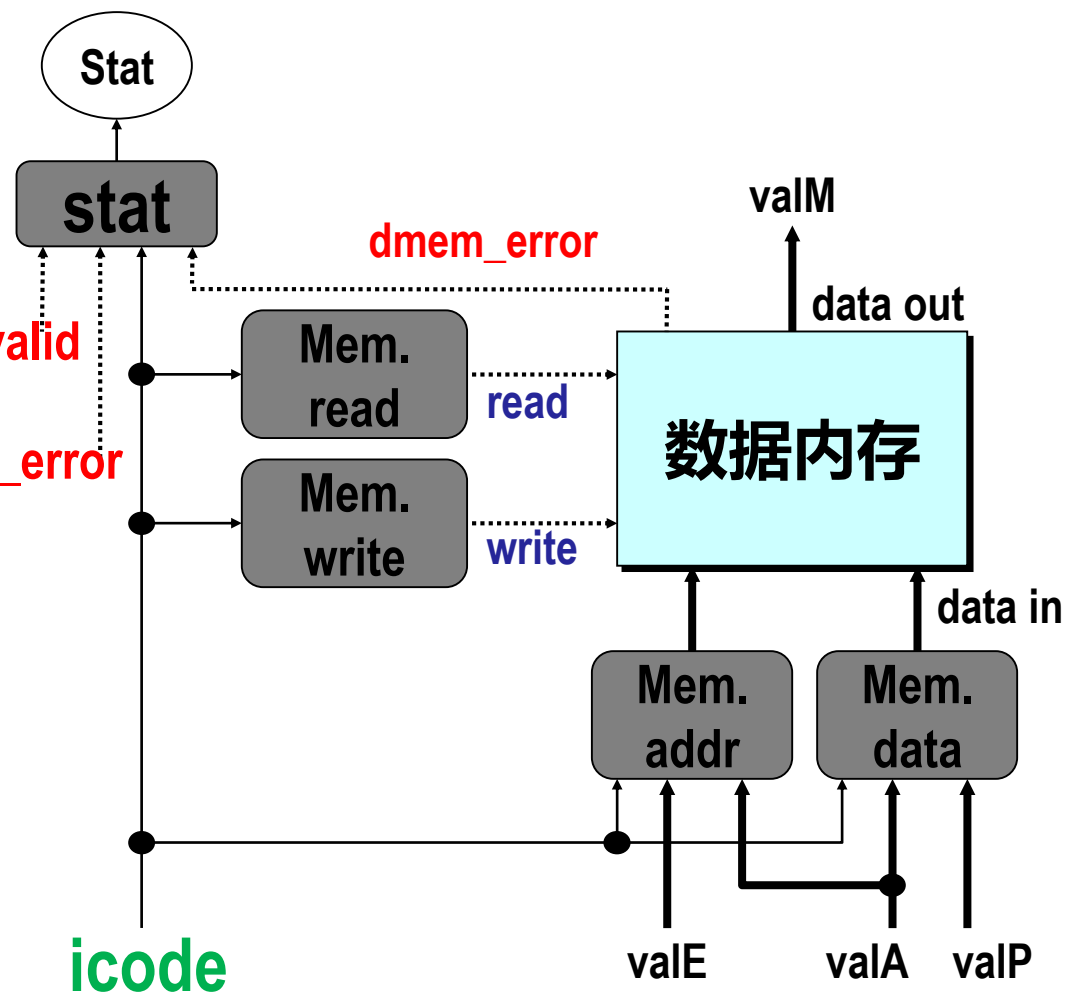 Stat
stat
valM
dmem_error
data out
valid
Mem.
read
read
数据内存
_error
Mem.
write
write
data in
Mem.
addr
Mem.
data
icode
valE
valA
valP